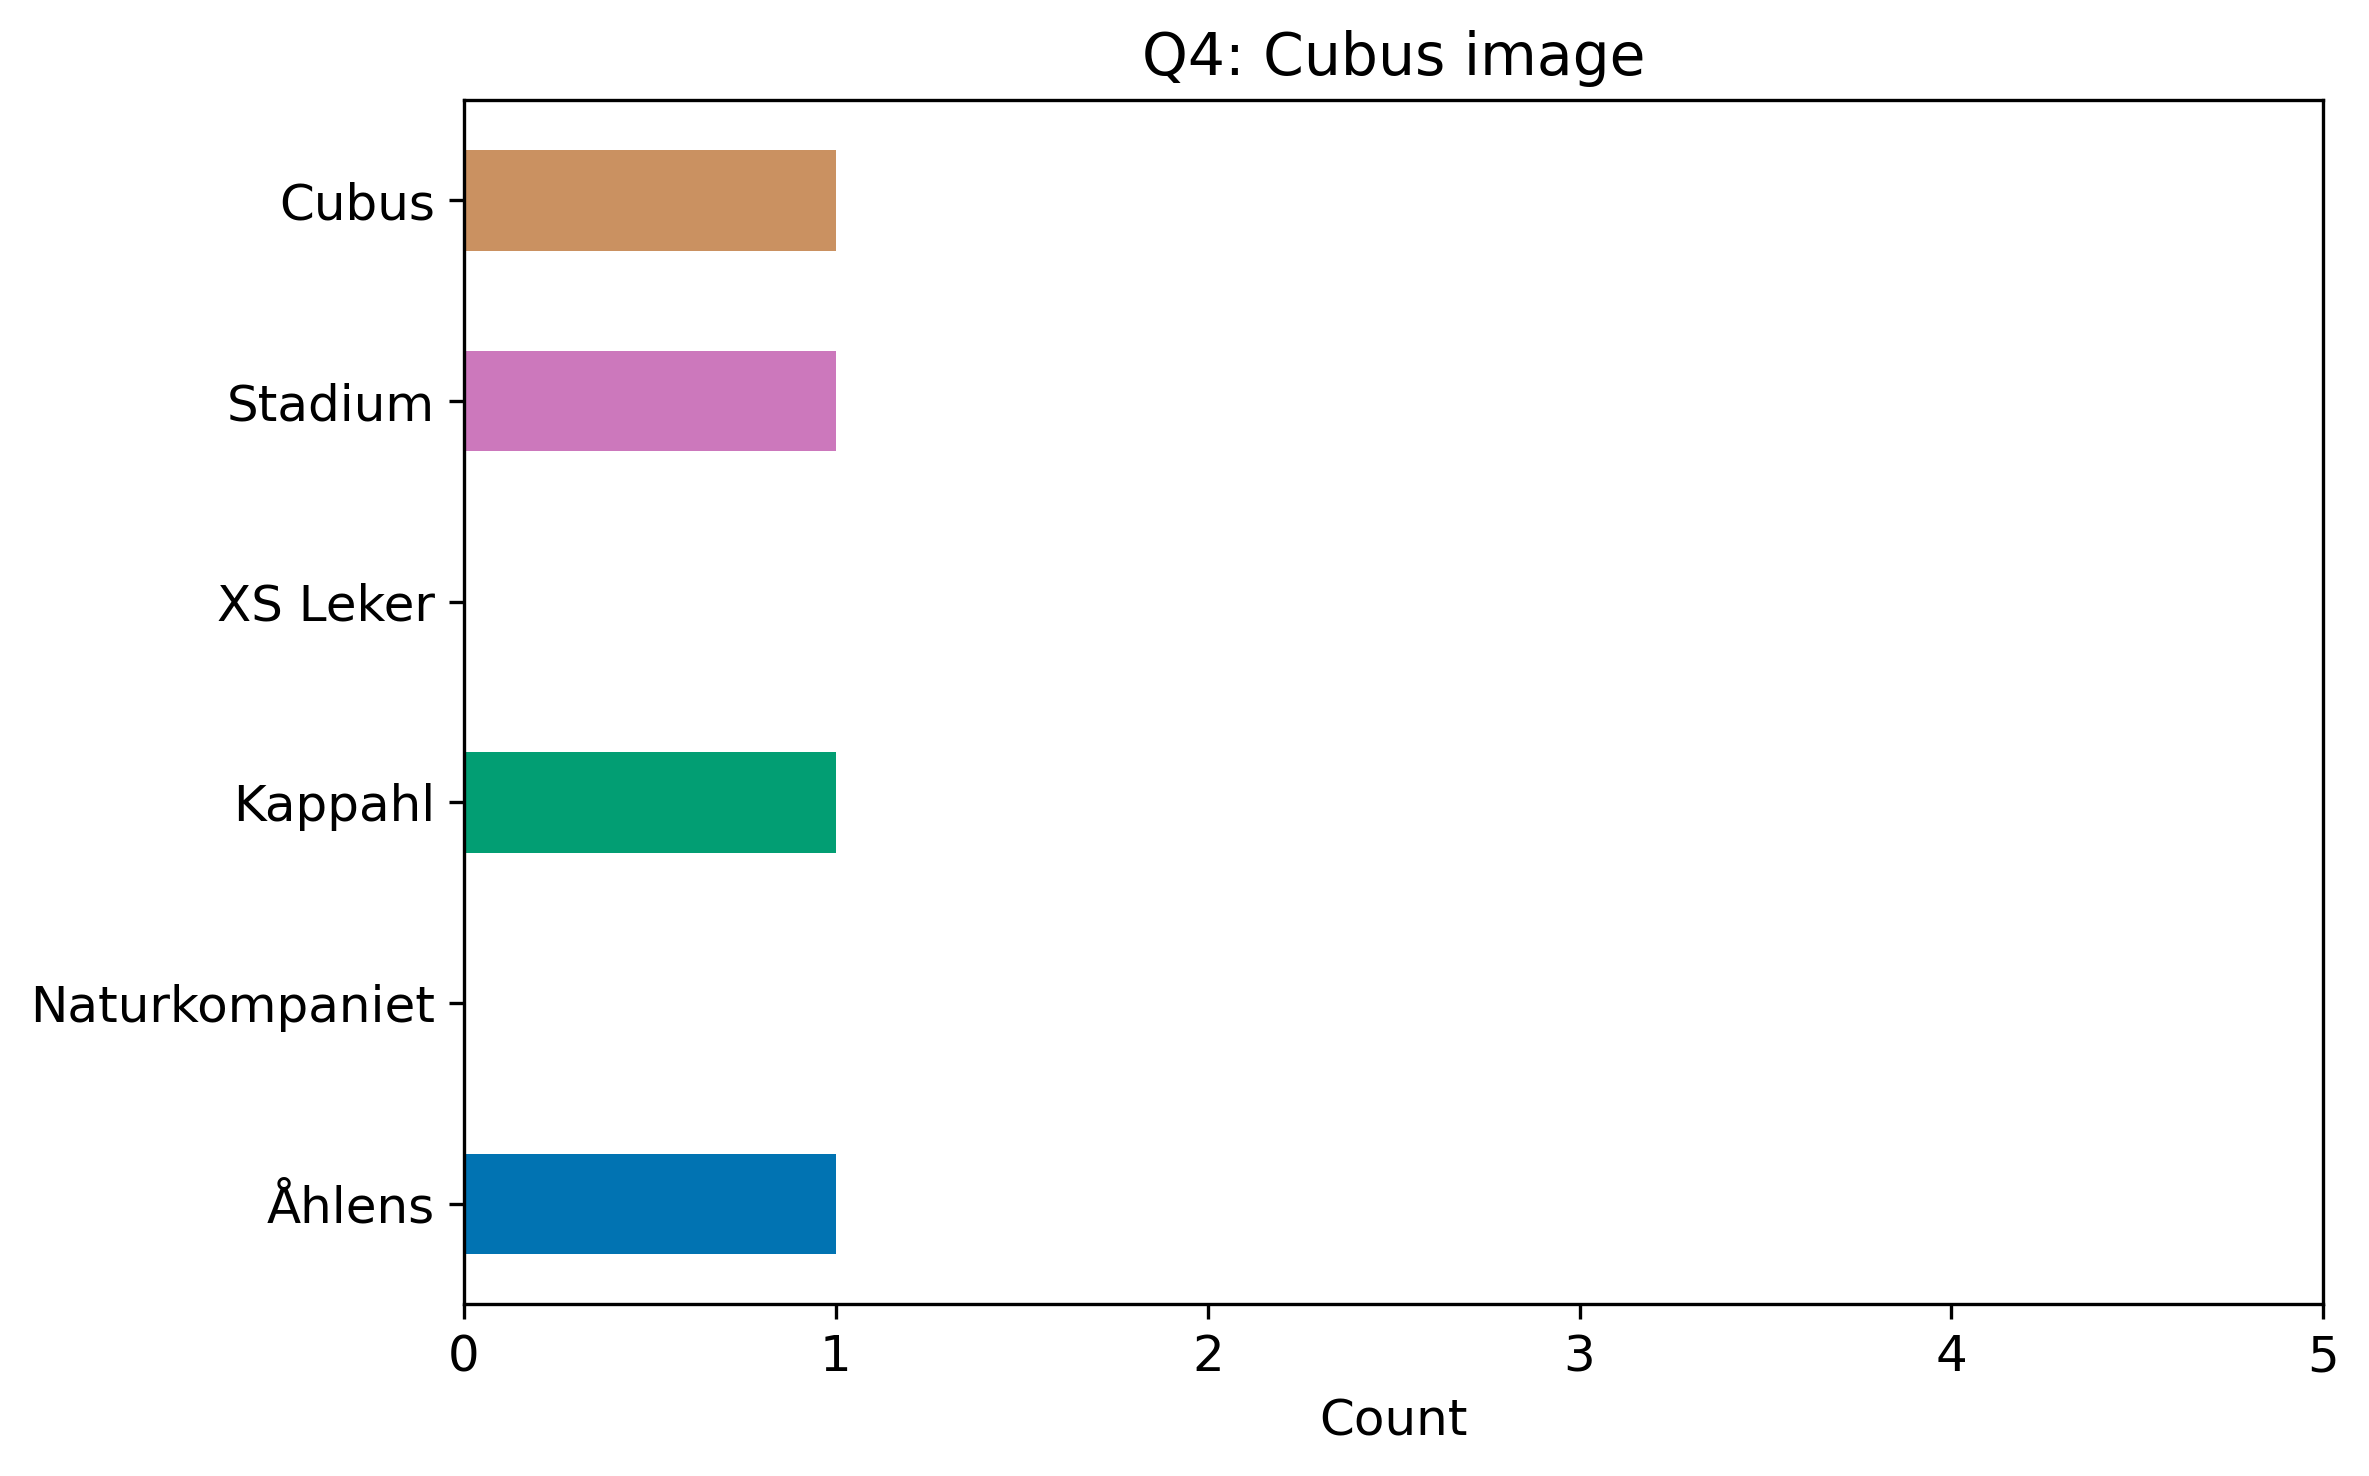 Q4: Cubus image
Cubus
Stadium
XS Leker
Kappahl
Naturkompaniet
Åhlens
0 1 2 3 4 5
Count